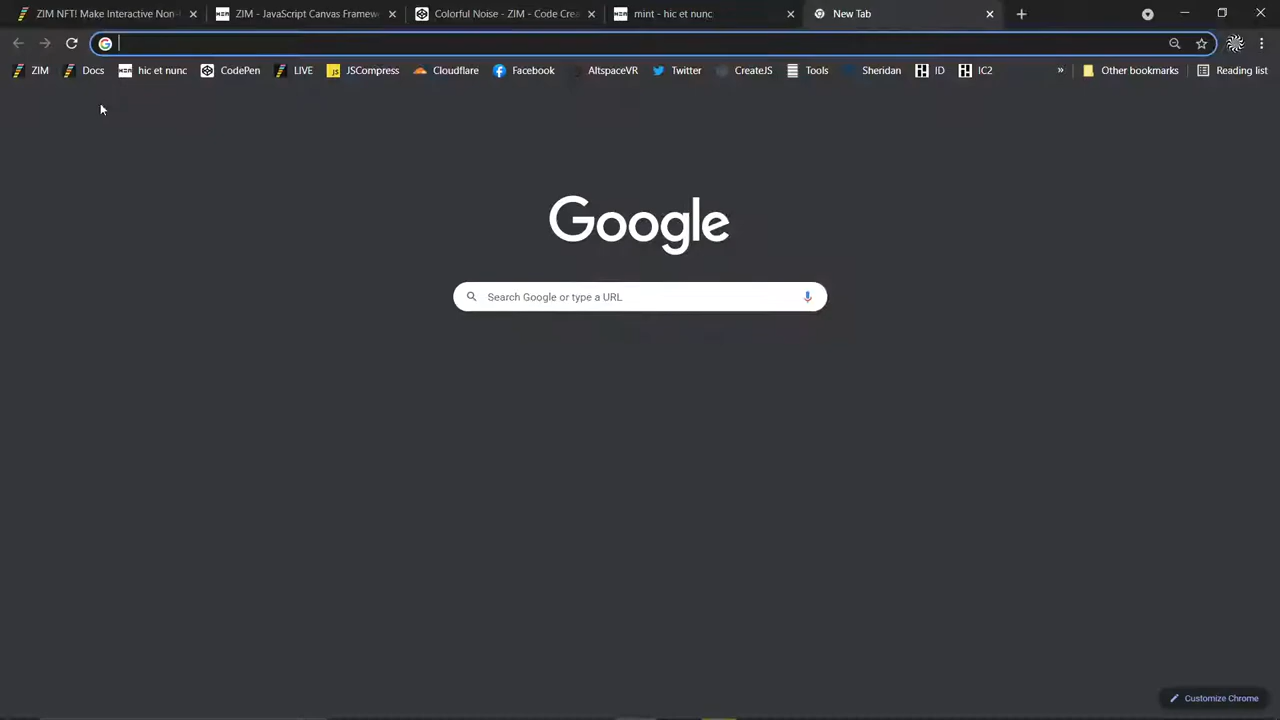 ZIM NFT! Make Interactive Non-
ZIM - JavaScript Canvas Framew
Colorful Noise - ZIM - Code Crea
mint - hic et nunc
New Tab
ZIM
Docs
hic et nunc
CodePen
LIVE
JSCompress
Cloudflare
Facebook
AltspaceVR
Twitter
CreateJS
Tools
Sheridan
ID
IC2
»
Other bookmarks
Reading list
Google
Search Google or type a URL
Customize Chrome